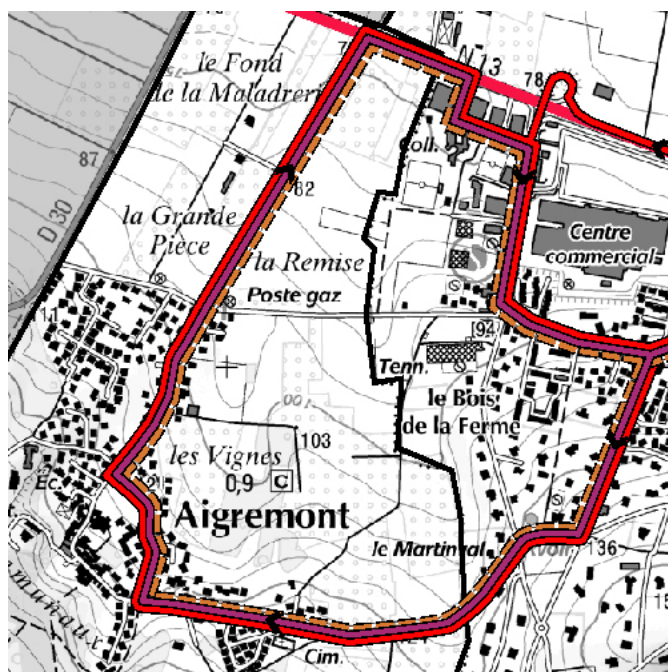 le Fond
de la Maladrerie
N 13
78
87
Coll.
82
D 30
la Grande
Pièce
Centre
commercial
la Remise
Poste gaz
94
Tenn.
le Bois
de la Ferme
103
les Vignes
0,9
C
Éc.
Aigremont
le Martinval
136
Cim.